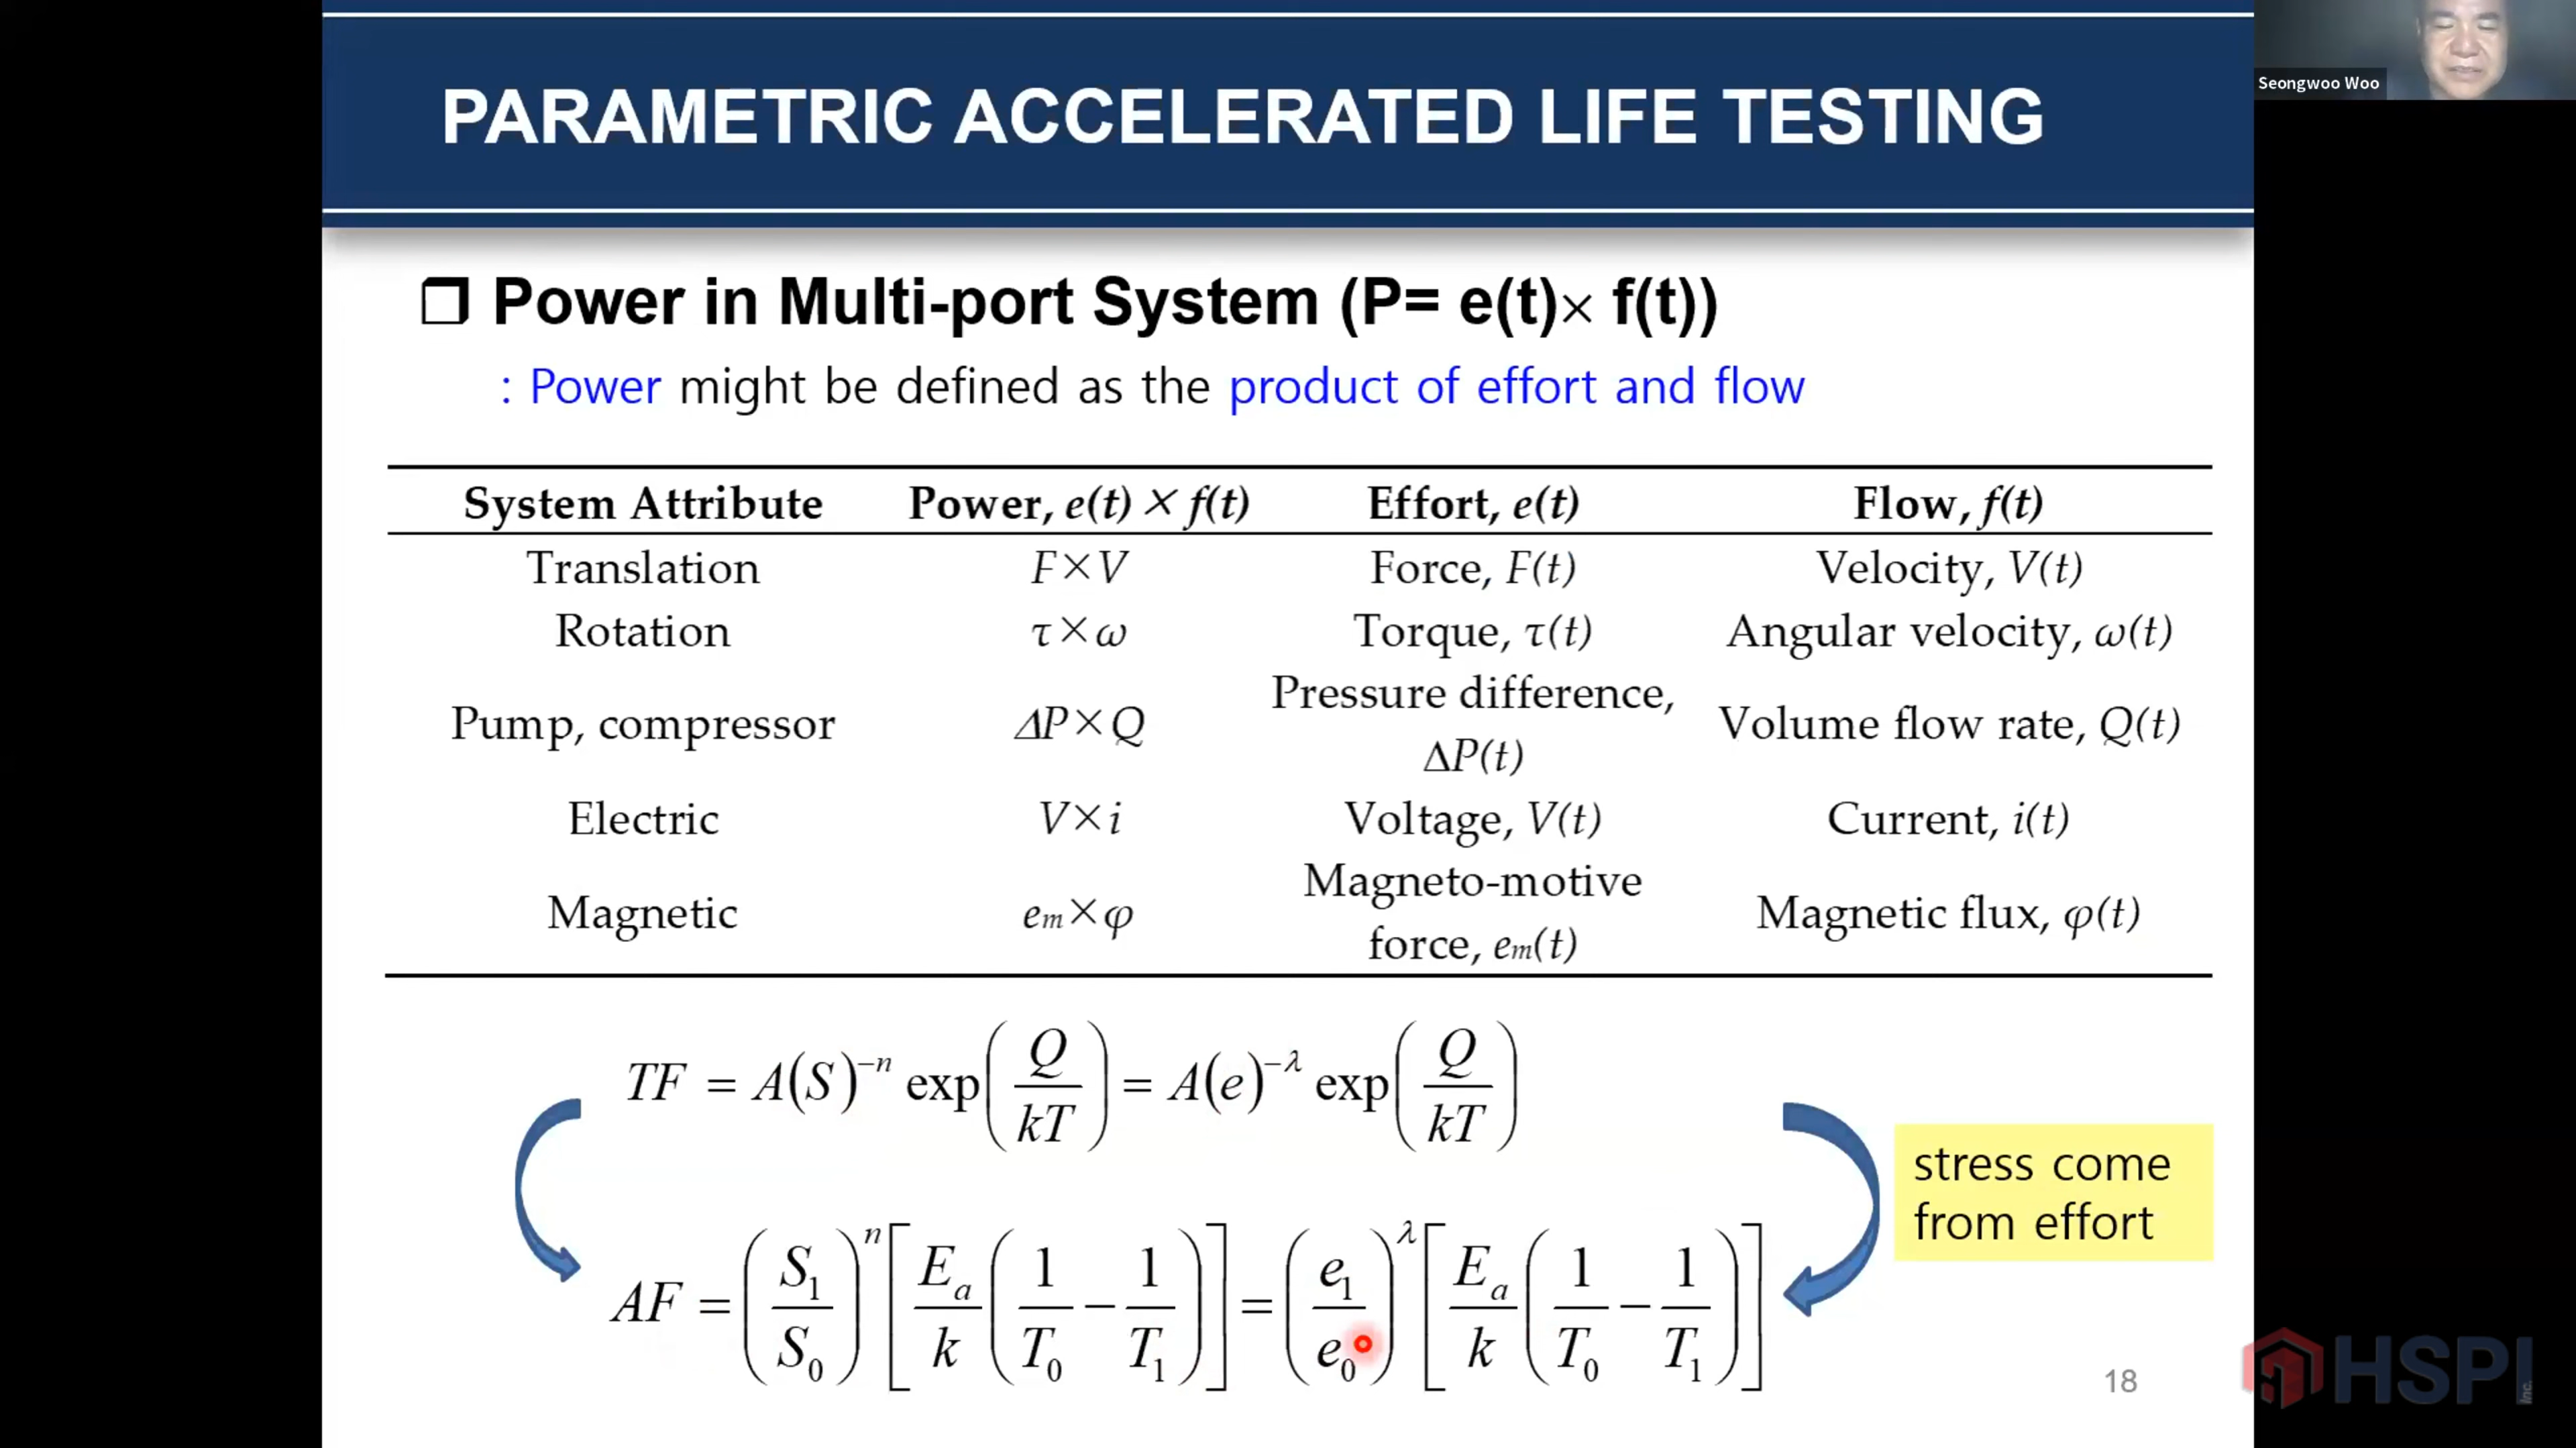 PARAMETRIC ACCELERATED LIFE TESTING
Seongwoo Woo
❒ Power in Multi-port System (P= e(t)× f(t))
: Power might be defined as the product of effort and flow
System Attribute Power, e(t) × f(t) Effort, e(t) Flow, f(t)
Translation F×V Force, F(t) Velocity, V(t)
Rotation τ×ω Torque, τ(t) Angular velocity, ω(t)
Pump, compressor ΔP×Q Pressure difference, ΔP(t) Volume flow rate, Q(t)
Electric V×i Voltage, V(t) Current, i(t)
Magnetic em×φ Magneto-motive force, em(t) Magnetic flux, φ(t)
TF = A(S)^{-n} exp(Q/kT) = A(e)^{-λ} exp(Q/kT)
stress come
from effort
AF = (S₁/S₀)^n [E_a/k (1/T₀ − 1/T₁)] = (e₁/e₀)^λ [E_a/k (1/T₀ − 1/T₁)]
18
HSPI Inc.